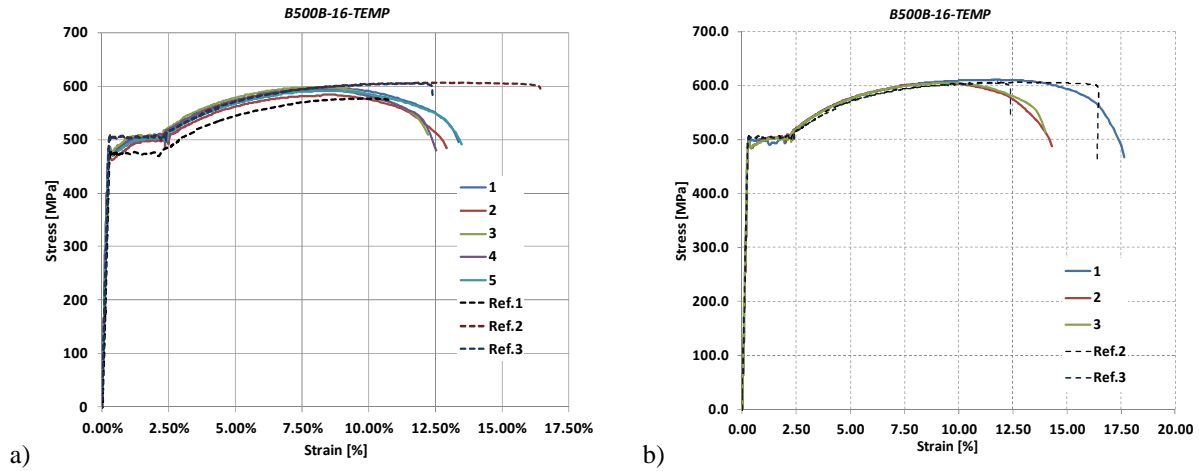 B500B-16-TEMP
700
600
500
400
300
200
100
0
Stress [MPa]
0.00% 2.50% 5.00% 7.50% 10.00% 12.50% 15.00% 17.50%
Strain [%]
1
2
3
4
5
Ref.1
Ref.2
Ref.3
a)
B500B-16-TEMP
700.0
600.0
500.0
400.0
300.0
200.0
100.0
0.0
Stress [MPa]
0.00 2.50 5.00 7.50 10.00 12.50 15.00 17.50 20.00
Strain [%]
1
2
3
Ref.2
Ref.3
b)